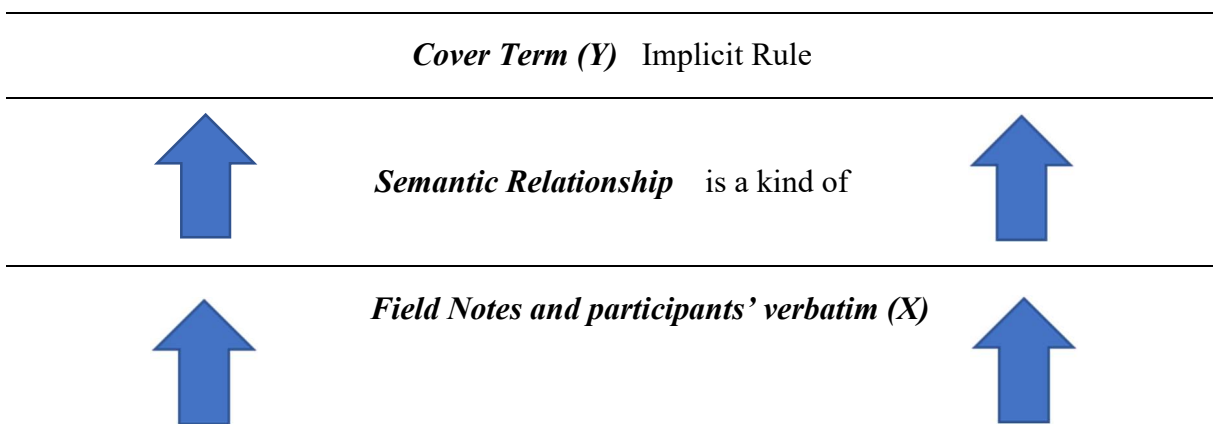 Cover Term (Y) Implicit Rule
Semantic Relationship is a kind of
Field Notes and participants’ verbatim (X)